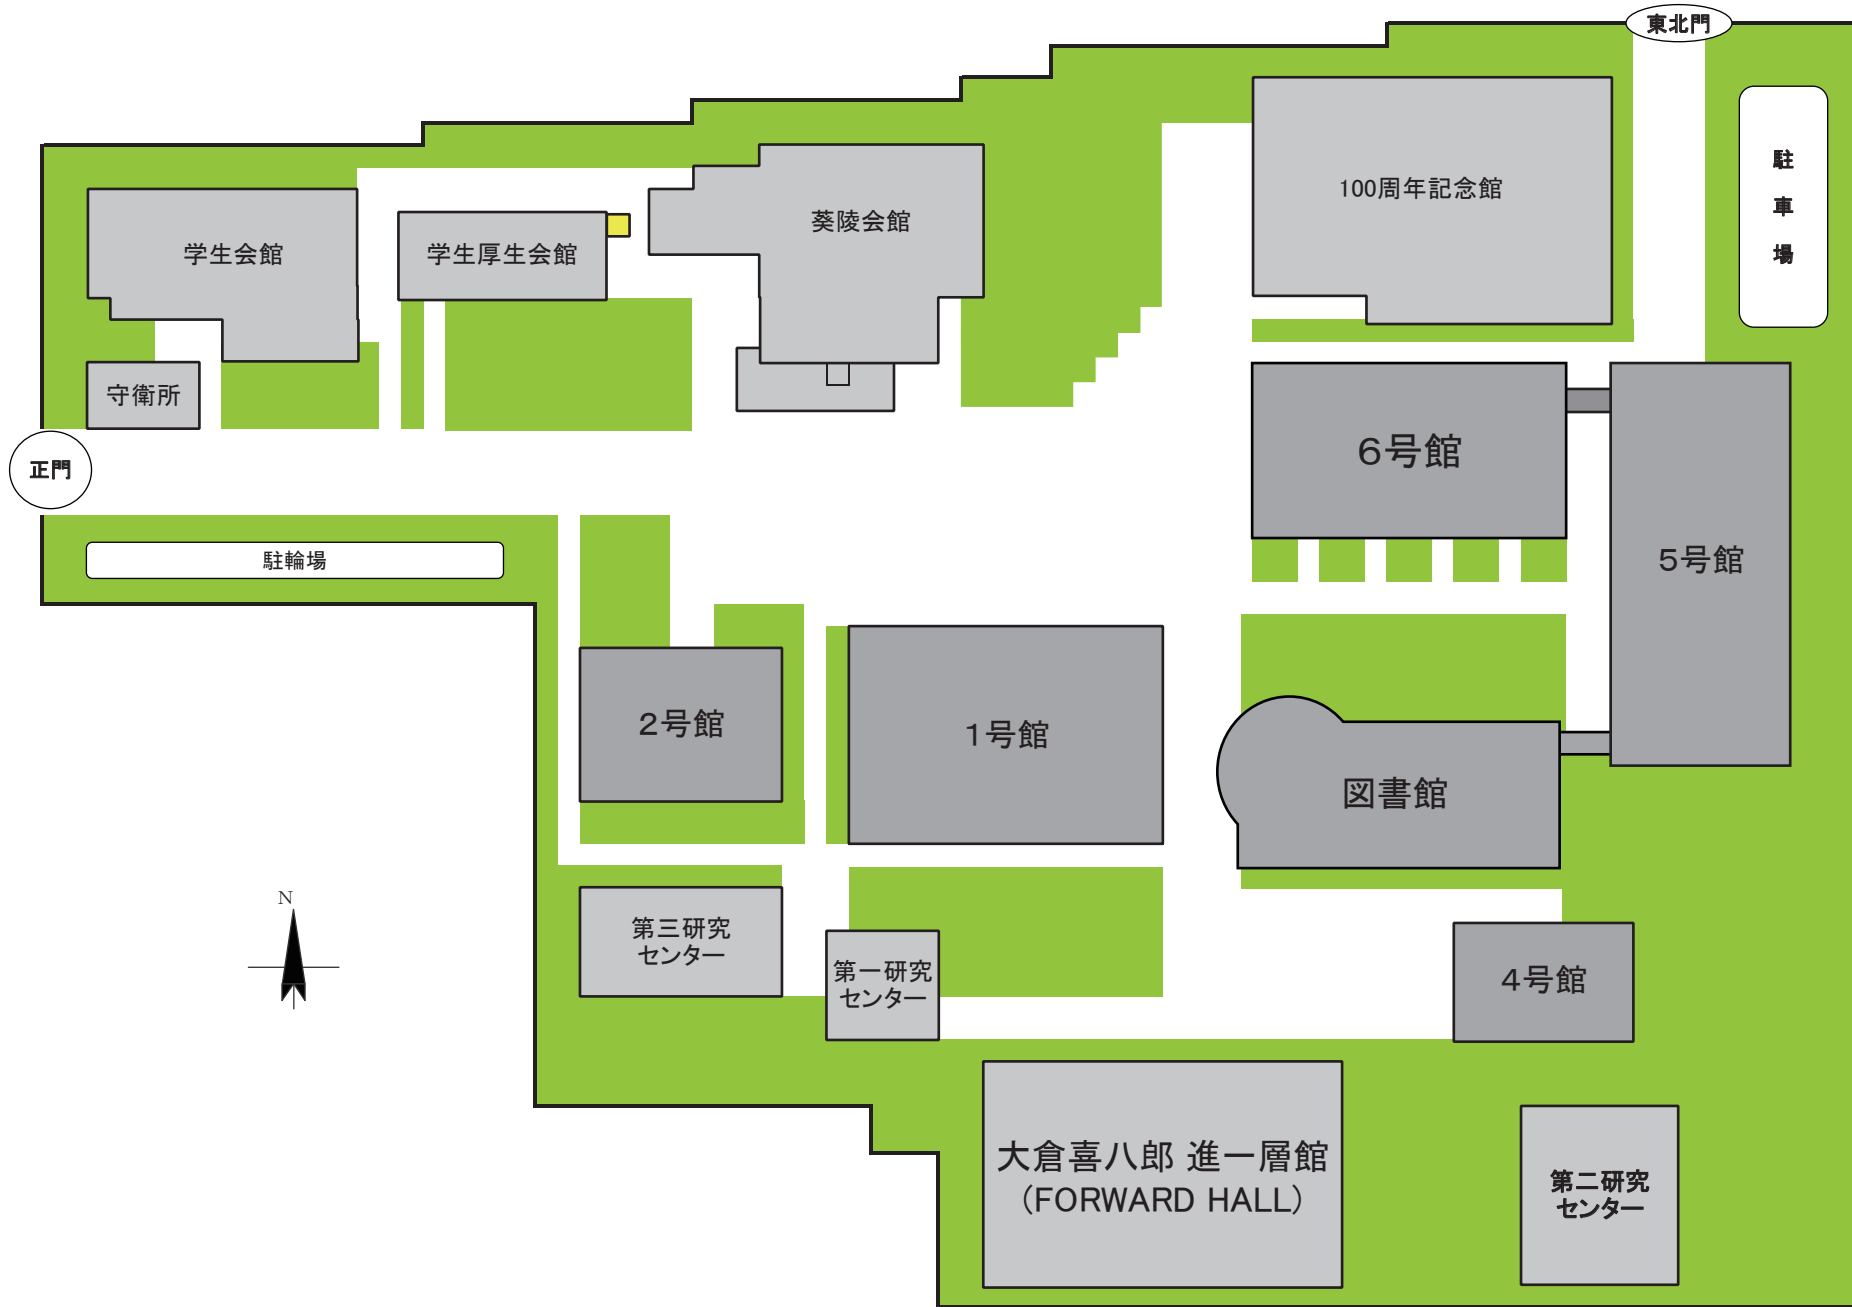 東北門
駐
車
場
100周年記念館
葵陵会館
学生会館
学生厚生会館
守衛所
正門
6号館
駐輪場
5号館
2号館
1号館
図書館
N
第三研究
センター
第一研究
センター
4号館
大倉喜八郎 進一層館
（FORWARD HALL）
第二研究
センター